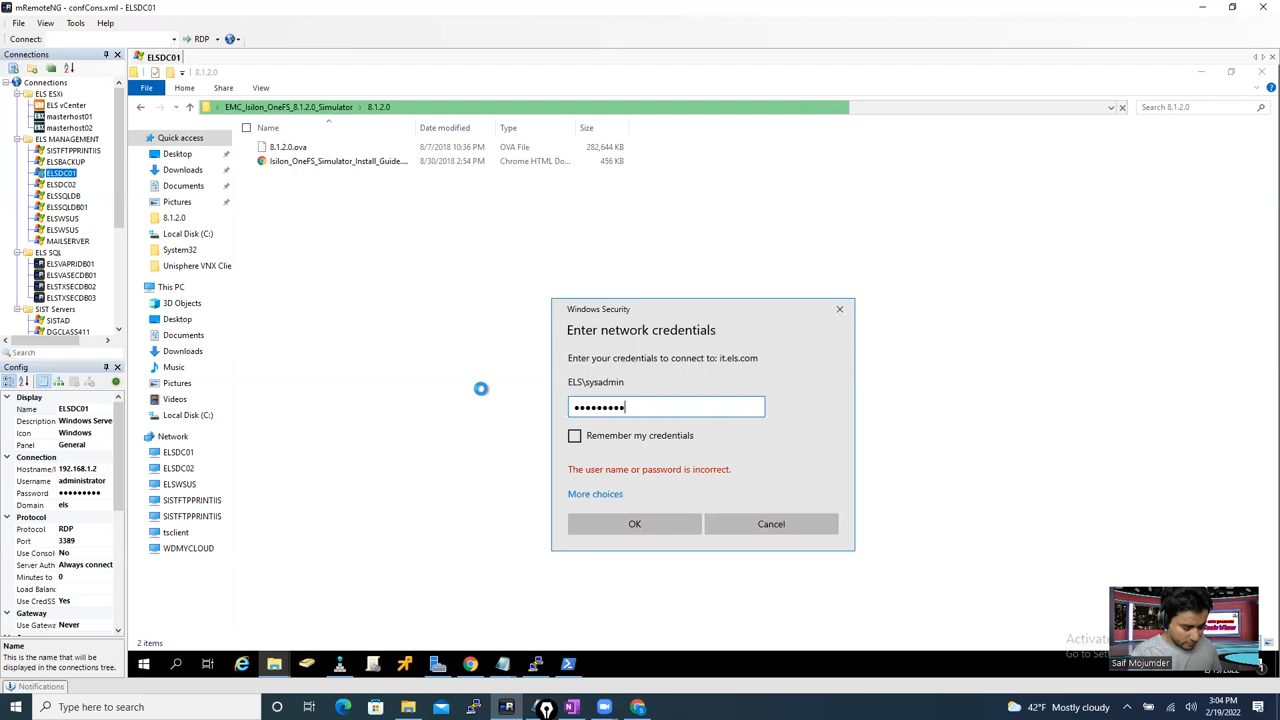 mRemoteNG - confCons.xml - ELSDC01
File View Tools Help
Connect: RDP
Connections
Connections
ELS ESXi
ELS vCenter
masterhost01
masterhost02
ELS MANAGEMENT
SISTFTPPRINTIIS
ELSBACKUP
ELSDC01
ELSDC02
ELSSQLDB
ELSSQLDB01
ELSWSUS
ELSWSUS
MAILSERVER
ELS SQL
ELSVAPRIDB01
ELSVASECDB01
ELSTXSECDB02
ELSTXSECDB03
SIST Servers
SISTAD
DGCLASS411
Search
Config
Display
Name ELSDC01
Description Windows Serve
Icon Windows
Panel General
Connection
Hostname/I 192.168.1.2
Username administrator
Password ●●●●●●●●●
Domain els
Protocol
Protocol RDP
Port 3389
Use Consol No
Server Auth Always connect
Minutes to 0
Load Balanc
Use CredSS Yes
Gateway
Use Gatewa Never
Name
This is the name that will be displayed in the connections tree.
Notifications
ELSDC01
8.1.2.0
File Home Share View
EMC_Isilon_OneFS_8.1.2.0_Simulator > 8.1.2.0
Search 8.1.2.0
Name Date modified Type Size
8.1.2.0.ova 8/7/2018 10:36 PM OVA File 282,644 KB
Isilon_OneFS_Simulator_Install_Guide.... 8/30/2018 2:54 PM Chrome HTML Do... 456 KB
Quick access
Desktop
Downloads
Documents
Pictures
8.1.2.0
Local Disk (C:)
System32
Unisphere VNX Clie
This PC
3D Objects
Desktop
Documents
Downloads
Music
Pictures
Videos
Local Disk (C:)
Network
ELSDC01
ELSDC02
ELSWSUS
SISTFTPPRINTIIS
SISTFTPPRINTIIS
tsclient
WDMYCLOUD
2 items
Windows Security
Enter network credentials
Enter your credentials to connect to: it.els.com
ELS\sysadmin
●●●●●●●●●
Remember my credentials
The user name or password is incorrect.
More choices
OK Cancel
Saif Mojumder
Type here to search
42°F Mostly cloudy
3:04 PM
2/19/2022